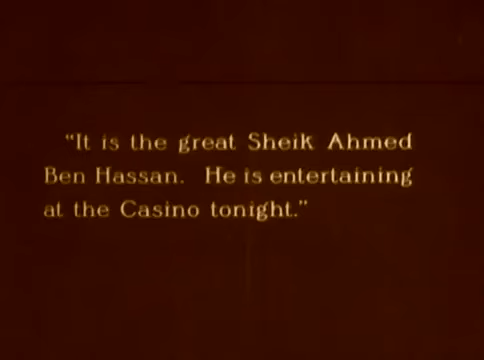 “It is the great Sheik Ahmed
Ben Hassan. He is entertaining
at the Casino tonight.”